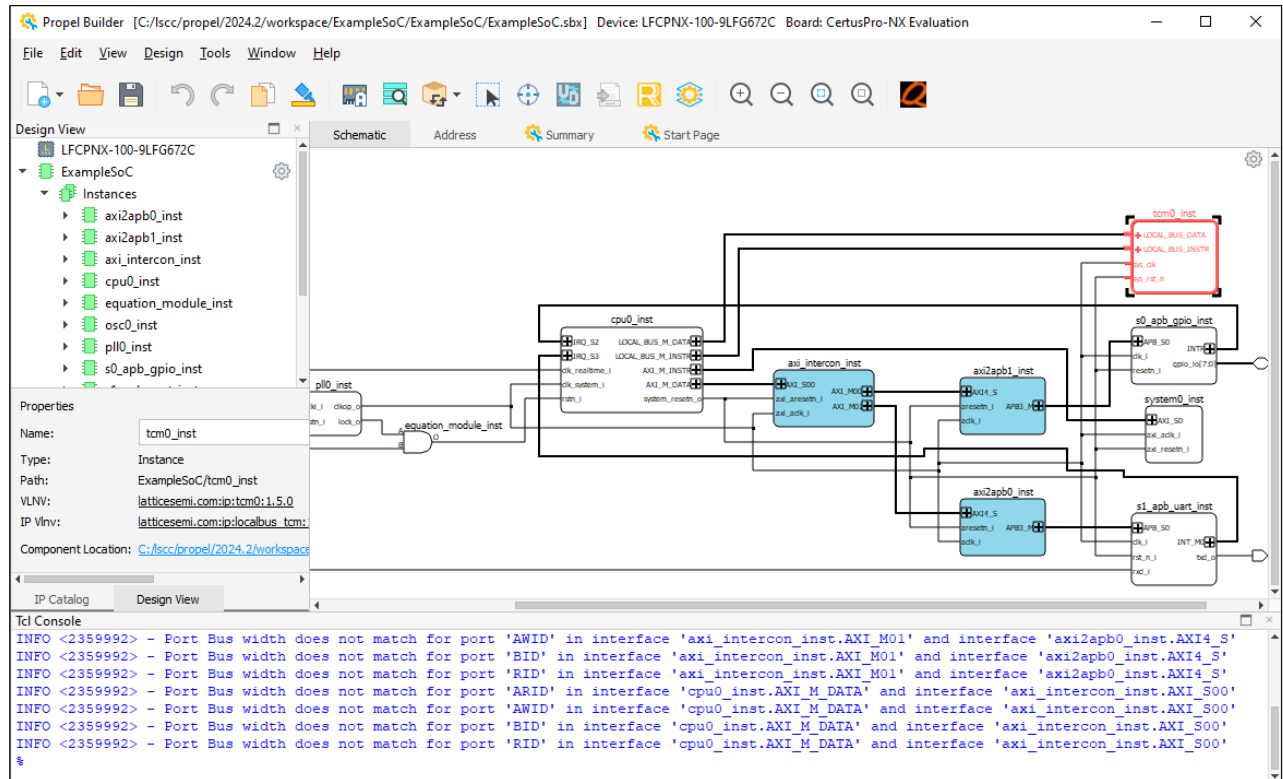 Propel Builder [C:/lscc/propel/2024.2/workspace/ExampleSoC/ExampleSoC/ExampleSoC.sbx] Device: LFCPNX-100-9LFG672C Board: CertusPro-NX Evaluation
File Edit View Design Tools Window Help
Design View
Schematic Address Summary Start Page
LFCPNX-100-9LFG672C
ExampleSoC
Instances
axi2apb0_inst
axi2apb1_inst
axi_intercon_inst
cpu0_inst
equation_module_inst
osc0_inst
pll0_inst
s0_apb_gpio_inst
Properties
Name: tcm0_inst
Type: Instance
Path: ExampleSoC/tcm0_inst
VLNV: latticesemi.com:ip:tcm0:1.5.0
IP Vlnv: latticesemi.com:ip:localbus_tcm:
Component Location: C:/lscc/propel/2024.2/workspace
IP Catalog Design View
tcm0_inst
LOCAL_BUS_DATA
LOCAL_BUS_INSTR
sys_clk
sys_rst_n
cpu0_inst
IRQ_S2 LOCAL_BUS_M_DATA
IRQ_S3 LOCAL_BUS_M_INSTR
clk_realtime_i AXI_M_INSTR
clk_system_i AXI_M_DATA
rstn_i system_resetn_o
pll0_inst
clkop_o
lock_o
equation_module_inst
A
O
B
axi_intercon_inst
AXI_S00 AXI_M00
axi_aresetn_i AXI_M01
axi_aclk_i
axi2apb1_inst
AXI4_S
aresetn_i APB3_M
aclk_i
axi2apb0_inst
AXI4_S
aresetn_i APB3_M
aclk_i
s0_apb_gpio_inst
APB_S0 INTR
clk_i gpio_io[7:0]
resetn_i
system0_inst
AXI_S0
axi_aclk_i
axi_resetn_i
s1_apb_uart_inst
APB_S0
clk_i INT_M0
rst_n_i txd_o
rxd_i
Tcl Console
INFO <2359992> - Port Bus width does not match for port 'AWID' in interface 'axi_intercon_inst.AXI_M01' and interface 'axi2apb0_inst.AXI4_S'
INFO <2359992> - Port Bus width does not match for port 'BID' in interface 'axi_intercon_inst.AXI_M01' and interface 'axi2apb0_inst.AXI4_S'
INFO <2359992> - Port Bus width does not match for port 'RID' in interface 'axi_intercon_inst.AXI_M01' and interface 'axi2apb0_inst.AXI4_S'
INFO <2359992> - Port Bus width does not match for port 'ARID' in interface 'cpu0_inst.AXI_M_DATA' and interface 'axi_intercon_inst.AXI_S00'
INFO <2359992> - Port Bus width does not match for port 'AWID' in interface 'cpu0_inst.AXI_M_DATA' and interface 'axi_intercon_inst.AXI_S00'
INFO <2359992> - Port Bus width does not match for port 'BID' in interface 'cpu0_inst.AXI_M_DATA' and interface 'axi_intercon_inst.AXI_S00'
INFO <2359992> - Port Bus width does not match for port 'RID' in interface 'cpu0_inst.AXI_M_DATA' and interface 'axi_intercon_inst.AXI_S00'
%